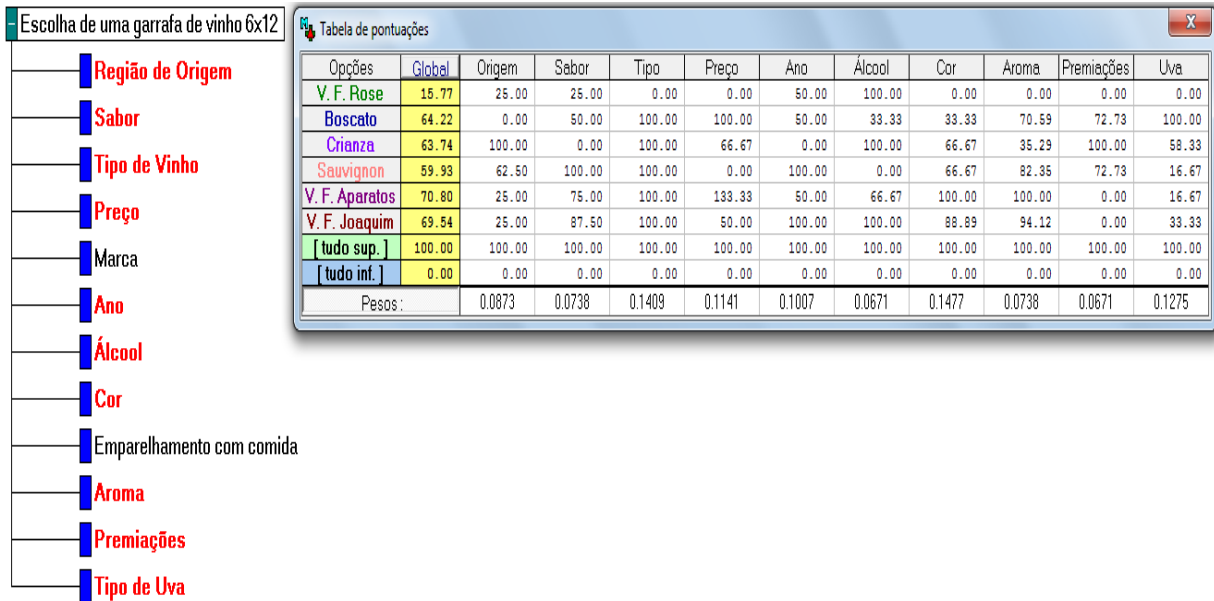 Escolha de uma garrafa de vinho 6x12
Região de Origem
Sabor
Tipo de Vinho
Preço
Marca
Ano
Álcool
Cor
Emparelhamento com comida
Aroma
Premiações
Tipo de Uva
Tabela de pontuações
Opções Global Origem Sabor Tipo Preço Ano Álcool Cor Aroma Premiações Uva
V. F. Rose 15.77 25.00 25.00 0.00 0.00 50.00 100.00 0.00 0.00 0.00 0.00
Boscato 64.22 0.00 50.00 100.00 100.00 50.00 33.33 33.33 70.59 72.73 100.00
Crianza 63.74 100.00 0.00 100.00 66.67 0.00 100.00 66.67 35.29 100.00 58.33
Sauvignon 59.93 62.50 100.00 100.00 0.00 100.00 0.00 66.67 82.35 72.73 16.67
V. F. Aparatos 70.80 25.00 75.00 100.00 133.33 50.00 66.67 100.00 100.00 0.00 16.67
V. F. Joaquim 69.54 25.00 87.50 100.00 50.00 100.00 100.00 88.89 94.12 0.00 33.33
[ tudo sup. ] 100.00 100.00 100.00 100.00 100.00 100.00 100.00 100.00 100.00 100.00 100.00
[ tudo inf. ] 0.00 0.00 0.00 0.00 0.00 0.00 0.00 0.00 0.00 0.00 0.00
Pesos : 0.0873 0.0738 0.1409 0.1141 0.1007 0.0671 0.1477 0.0738 0.0671 0.1275